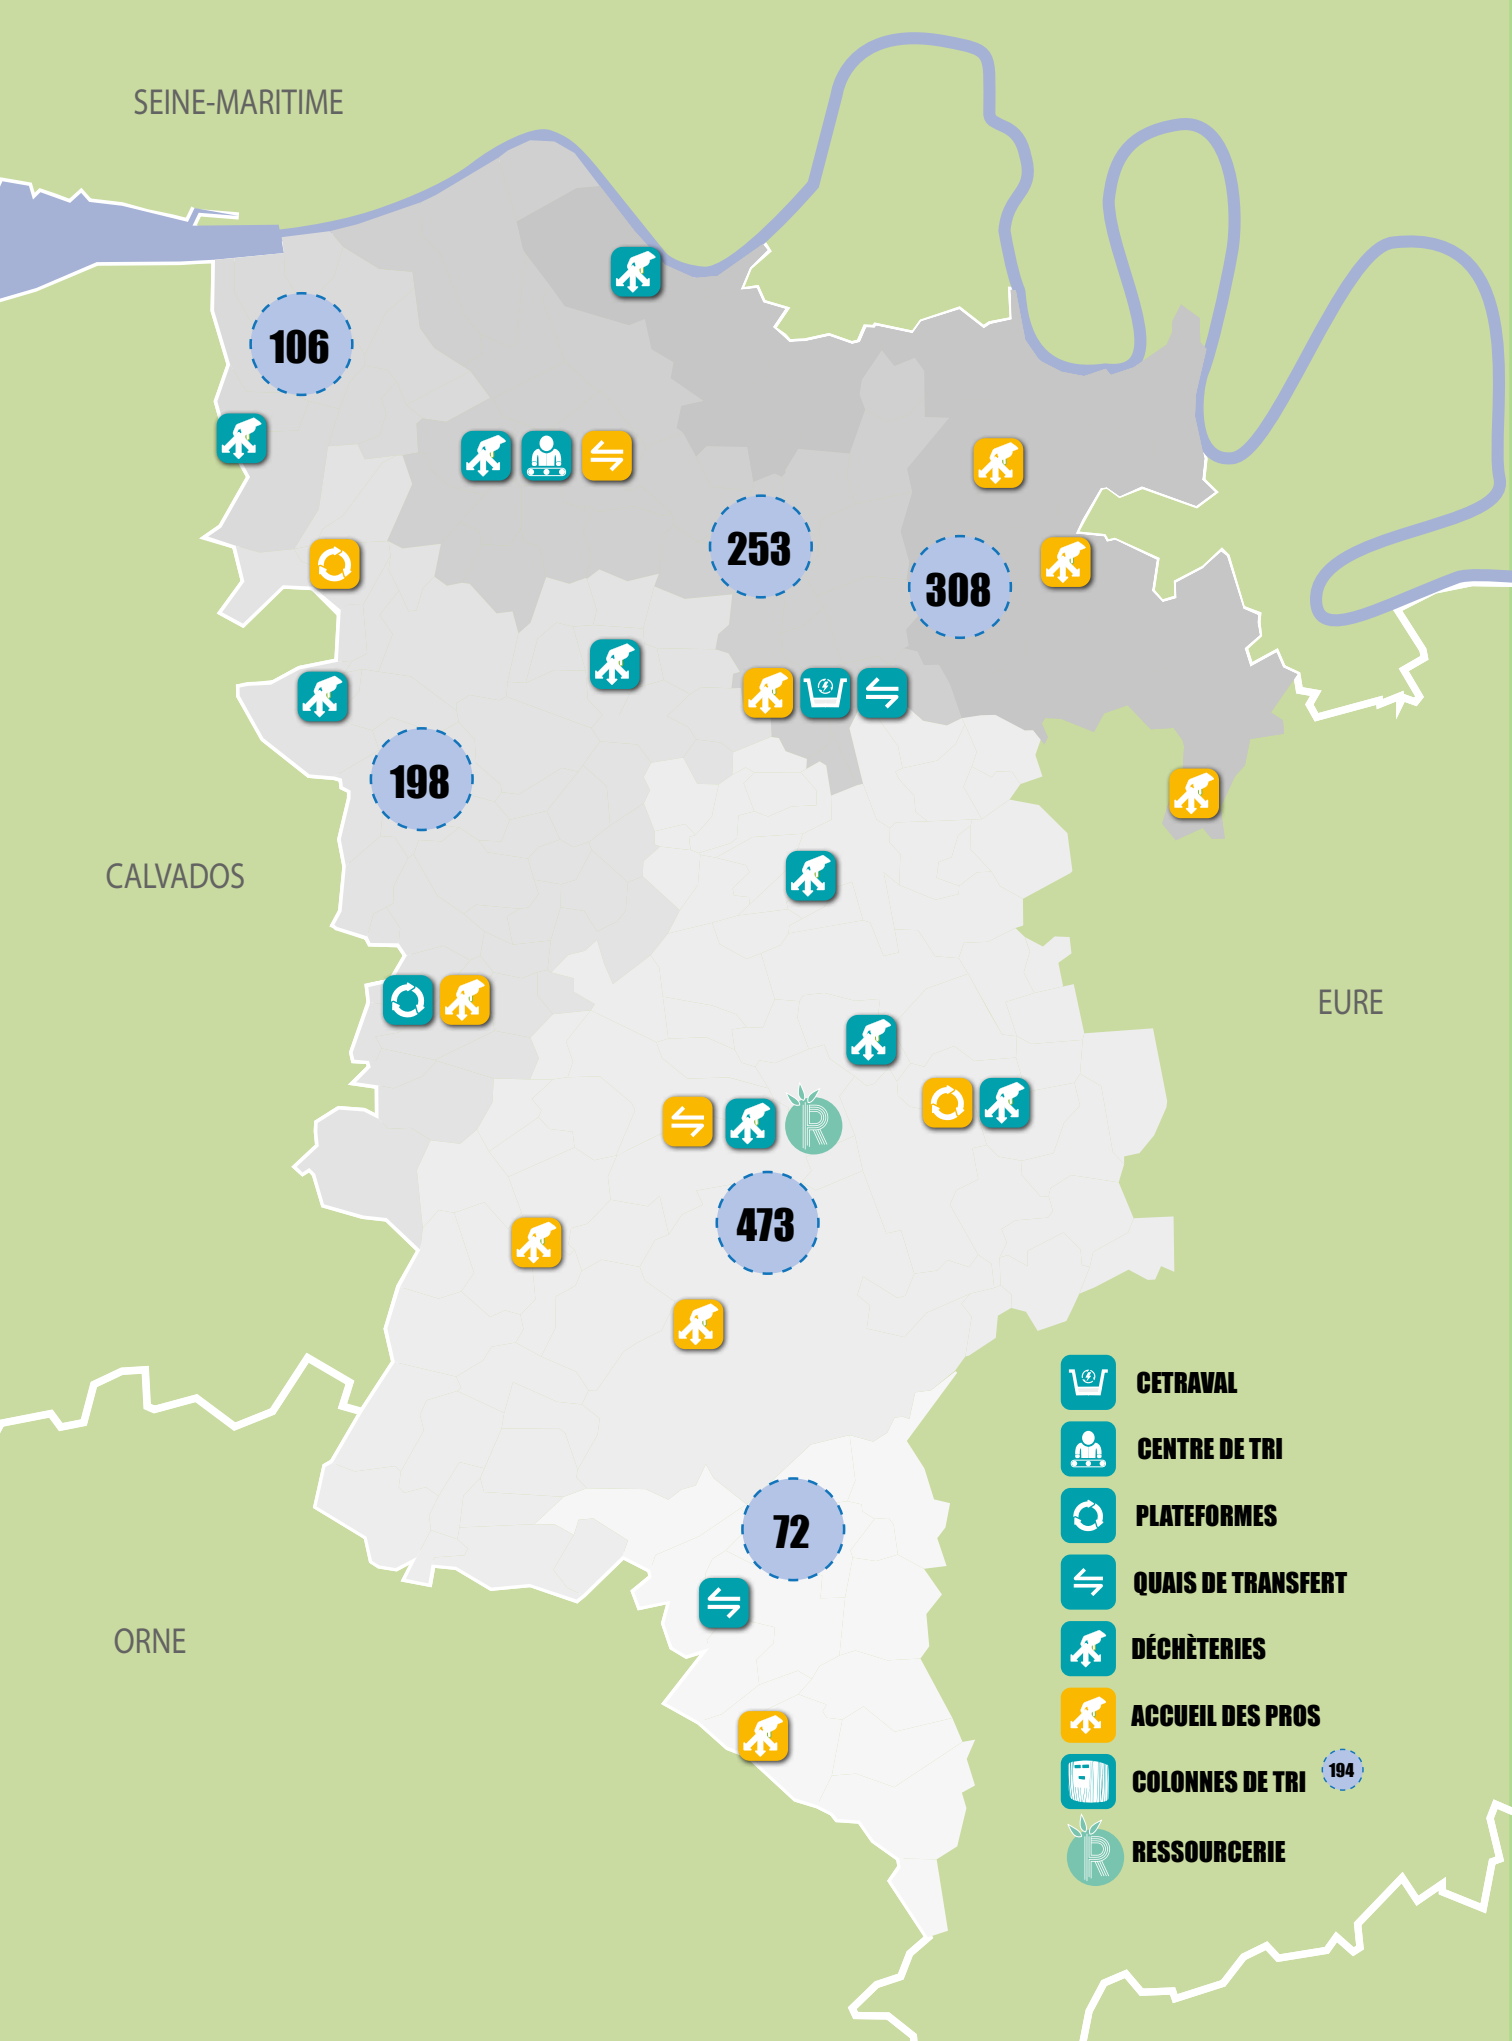 SEINE-MARITIME
106
253
308
198
CALVADOS
EURE
R
473
CETRAVAL
CENTRE DE TRI
PLATEFORMES
72
QUAIS DE TRANSFERT
ORNE
DÉCHÈTERIES
ACCUEIL DES PROS
COLONNES DE TRI 194
R RESSOURCERIE